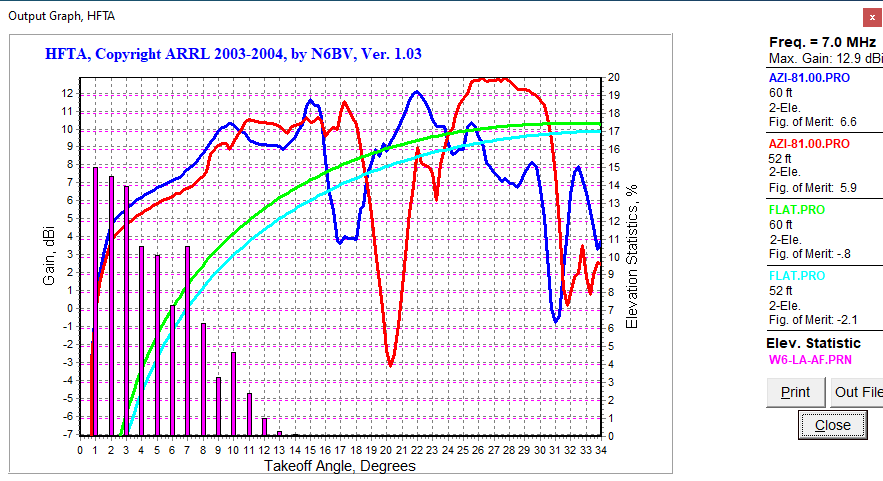 Output Graph, HFTA
x
HFTA, Copyright ARRL 2003-2004, by N6BV, Ver. 1.03
12
11
10
9
8
7
6
5
4
3
2
1
0
-1
-2
-3
-4
-5
-6
-7
Gain, dBi
20
19
18
17
16
15
14
13
12
11
10
9
8
7
6
5
4
3
2
1
0
Elevation Statistics, %
0 1 2 3 4 5 6 7 8 9 10 11 12 13 14 15 16 17 18 19 20 21 22 23 24 25 26 27 28 29 30 31 32 33 34
Takeoff Angle, Degrees
Freq. = 7.0 MHz
Max. Gain: 12.9 dBi
AZI-81.00.PRO
60 ft
2-Ele.
Fig. of Merit: 6.6
AZI-81.00.PRO
52 ft
2-Ele.
Fig. of Merit: 5.9
FLAT.PRO
60 ft
2-Ele.
Fig. of Merit: -.8
FLAT.PRO
52 ft
2-Ele.
Fig. of Merit: -2.1
Elev. Statistic
W6-LA-AF.PRN
Print
Out File
Close